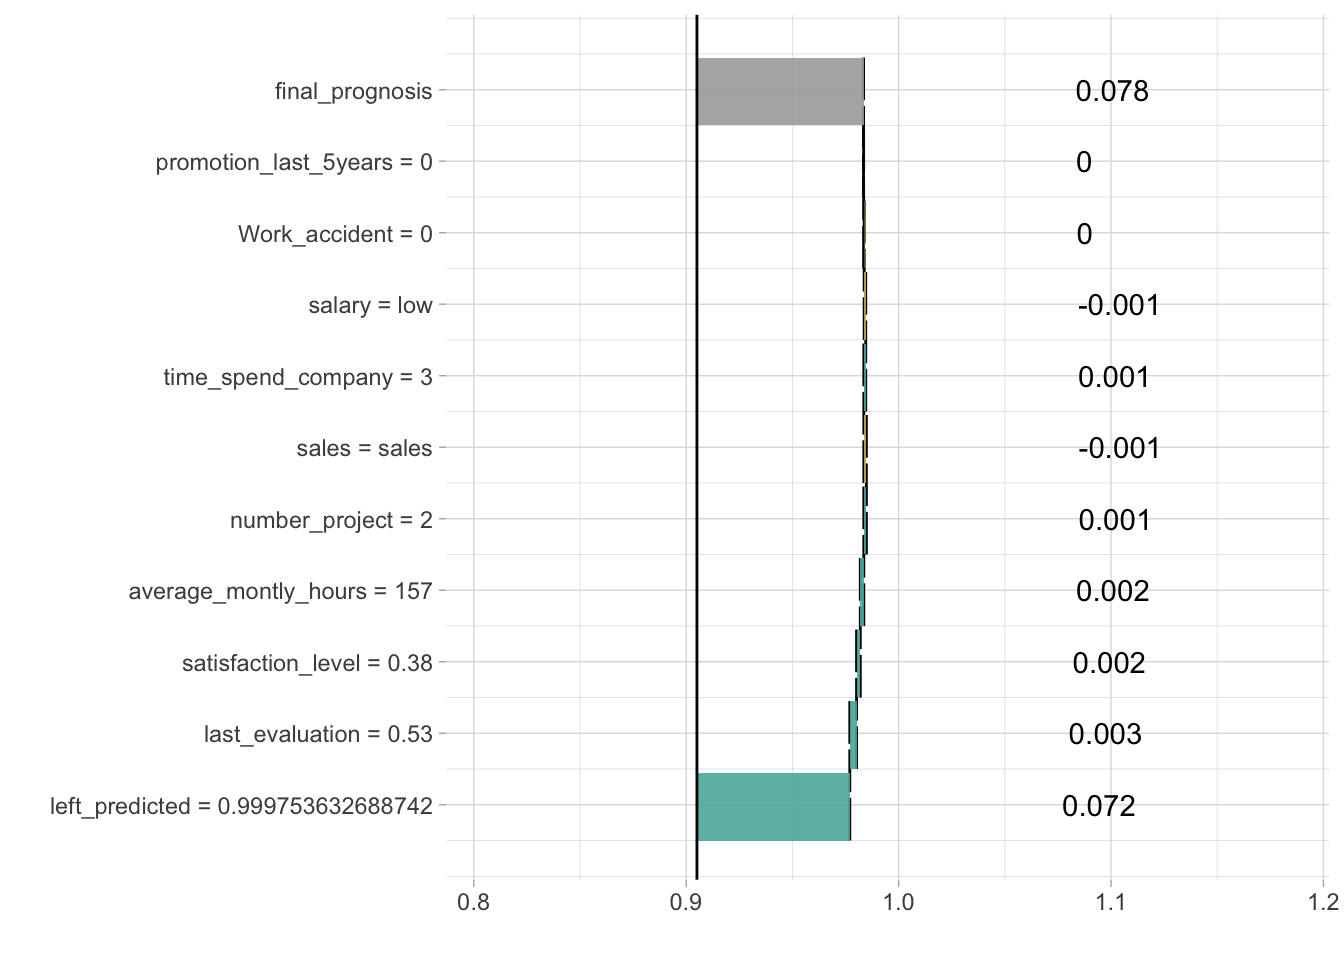 final_prognosis 0.078
promotion_last_5years = 0 0
Work_accident = 0 0
salary = low -0.001
time_spend_company = 3 0.001
sales = sales -0.001
number_project = 2 0.001
average_montly_hours = 157 0.002
satisfaction_level = 0.38 0.002
last_evaluation = 0.53 0.003
left_predicted = 0.999753632688742 0.072
0.8 0.9 1.0 1.1 1.2